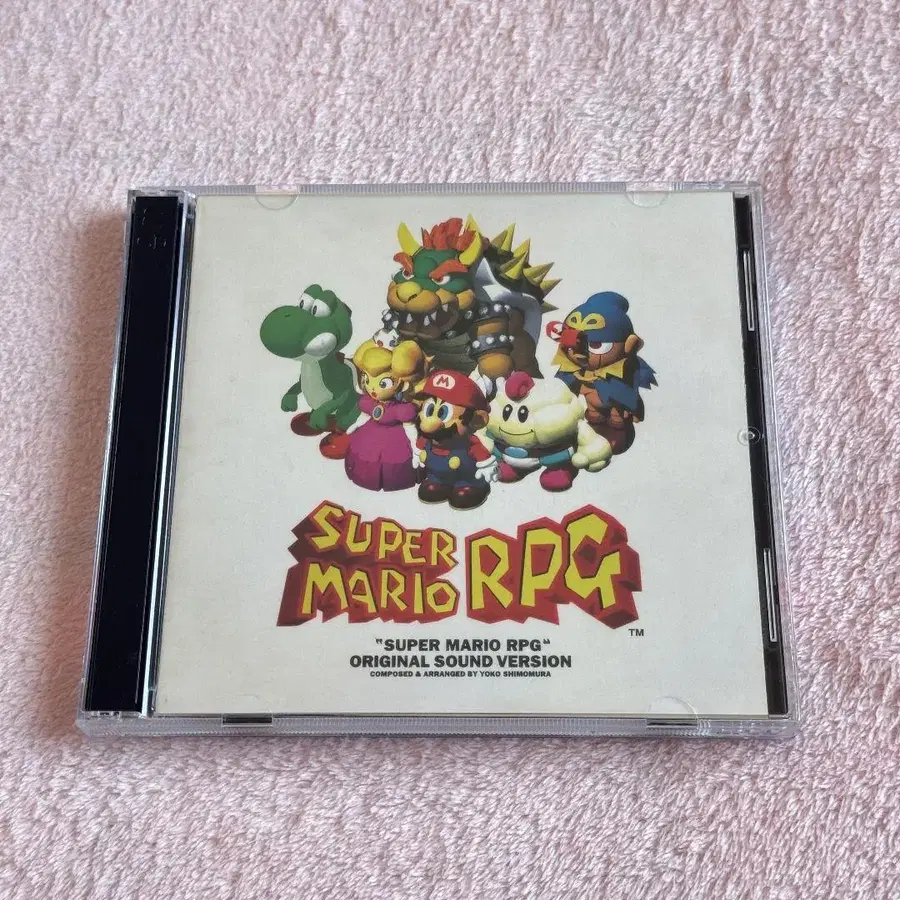 M
SUPER
MARIO RPG
TM
"SUPER MARIO RPG"
ORIGINAL SOUND VERSION
COMPOSED & ARRANGED BY YOKO SHIMOMURA